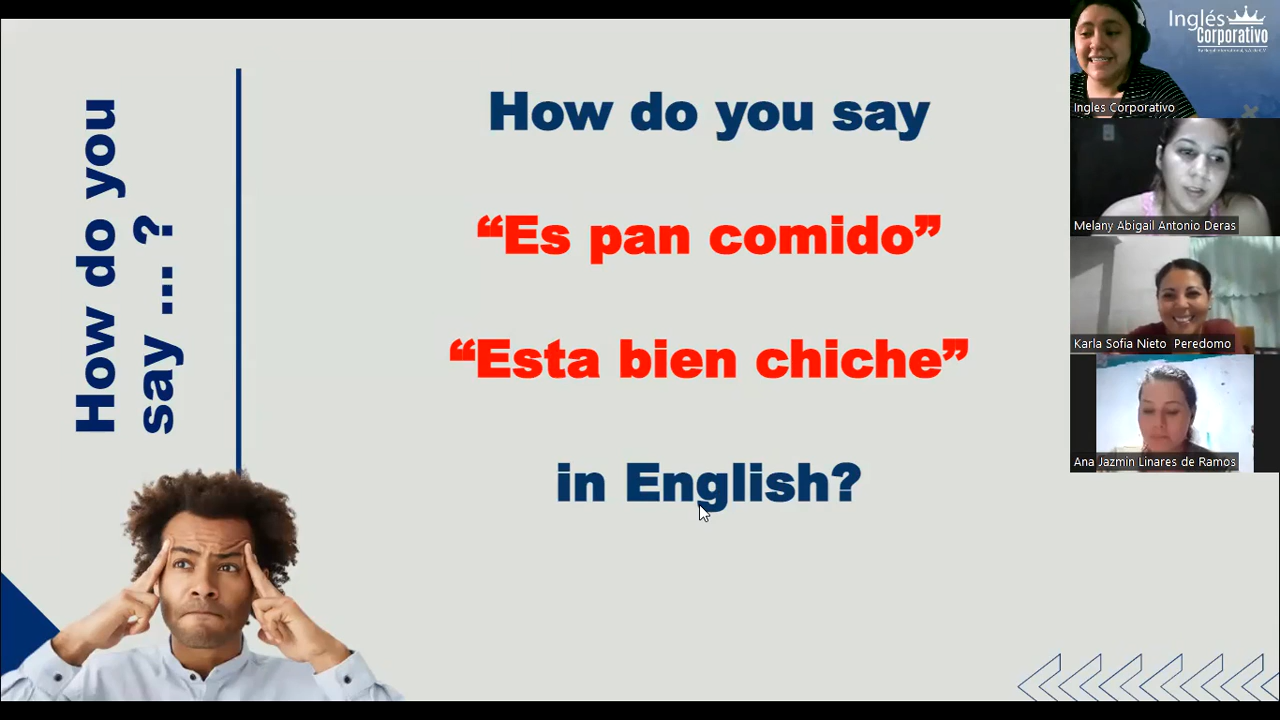 How do you
say ... ?
How do you say
“Es pan comido”
“Esta bien chiche”
in English?
Inglés
Corporativo
Ingles Corporativo
Melany Abigail Antonio Deras
Karla Sofia Nieto Peredomo
Ana Jazmin Linares de Ramos